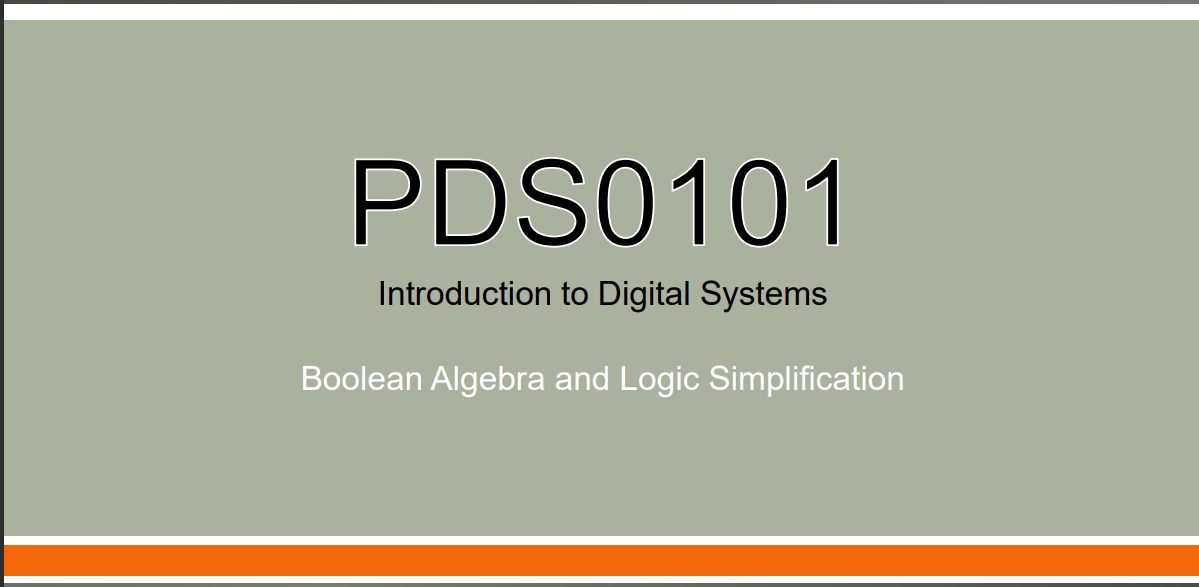 PDS0101
Introduction to Digital Systems
Boolean Algebra and Logic Simplification